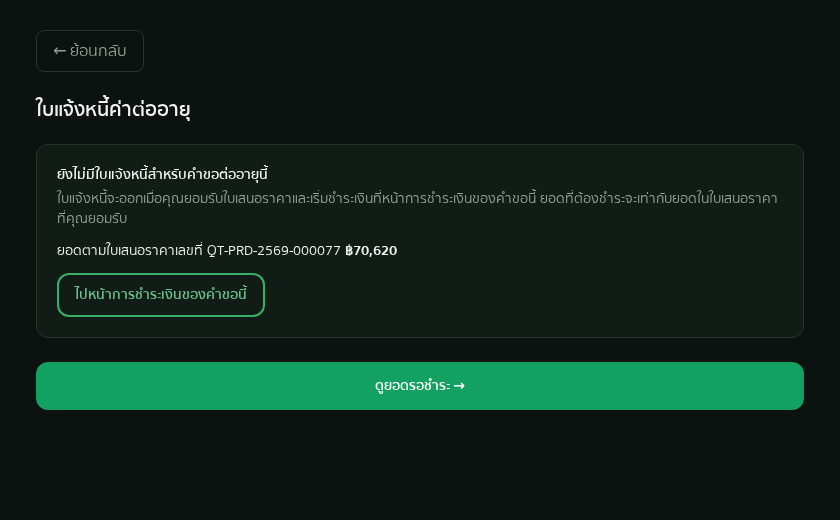 ← ย้อนกลับ
ใบแจ้งหนี้ค่าต่ออายุ
ยังไม่มีใบแจ้งหนี้สำหรับคำขอต่ออายุนี้
ใบแจ้งหนี้จะออกเมื่อคุณยอมรับใบเสนอราคาและเริ่มชำระเงินที่หน้าการชำระเงินของคำขอนี้ ยอดที่ต้องชำระจะเท่ากับยอดในใบเสนอราคา
ที่คุณยอมรับ
ยอดตามใบเสนอราคาเลขที่ QT-PRD-2569-000077 ฿70,620
ไปหน้าการชำระเงินของคำขอนี้
ดูยอดรอชำระ →